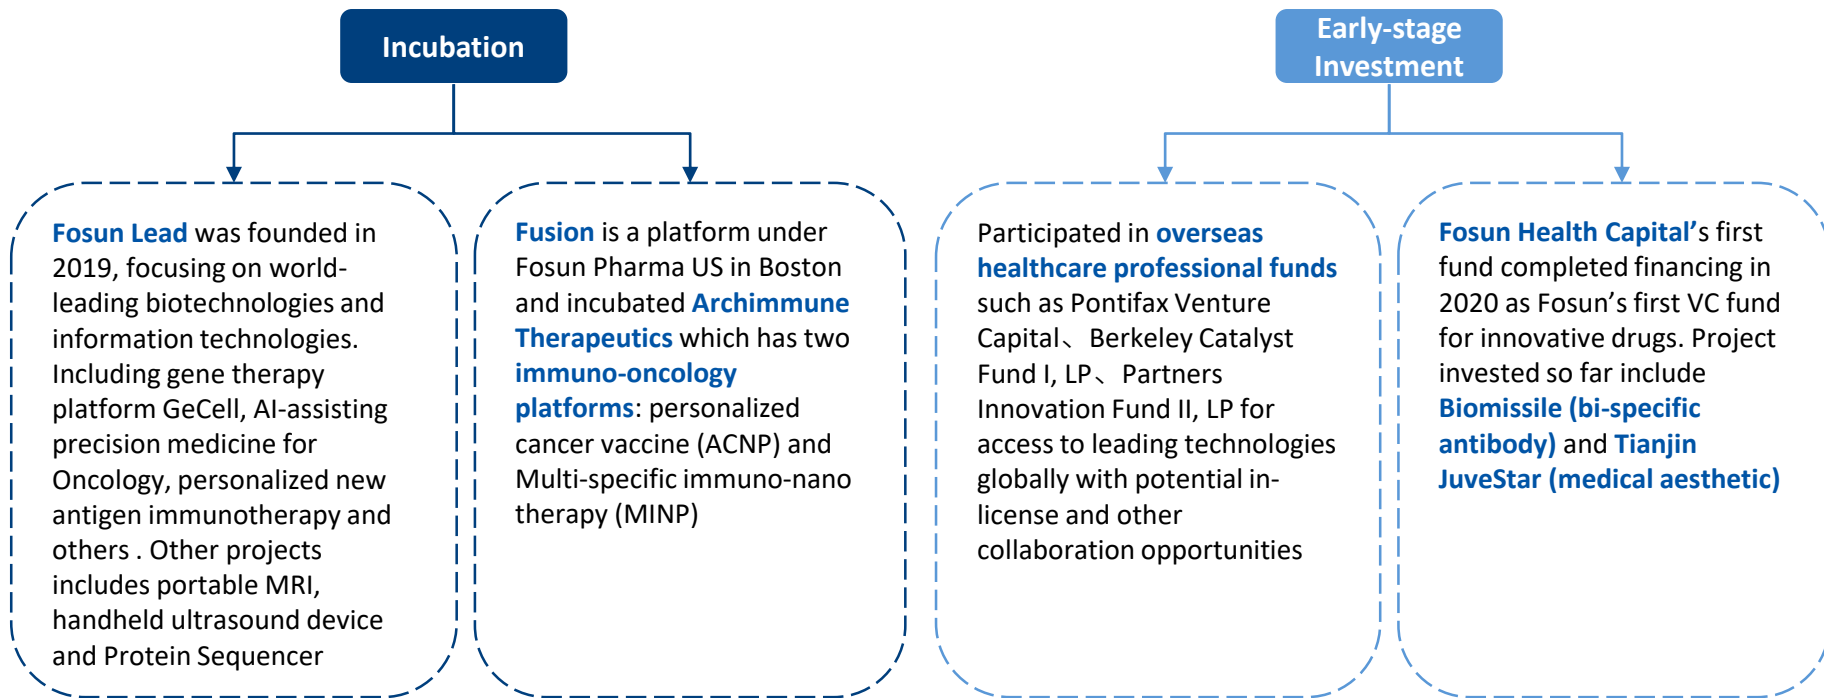 Incubation
Early-stage
Investment
Fosun Lead was founded in
2019, focusing on world-
leading biotechnologies and
information technologies.
Including gene therapy
platform GeCell, AI-assisting
precision medicine for
Oncology, personalized new
antigen immunotherapy and
others . Other projects
includes portable MRI,
handheld ultrasound device
and Protein Sequencer
Fusion is a platform under
Fosun Pharma US in Boston
and incubated Archimmune
Therapeutics which has two
immuno-oncology
platforms: personalized
cancer vaccine (ACNP) and
Multi-specific immuno-nano
therapy (MINP)
Participated in overseas
healthcare professional funds
such as Pontifax Venture
Capital、Berkeley Catalyst
Fund I, LP、Partners
Innovation Fund II, LP for
access to leading technologies
globally with potential in-
license and other
collaboration opportunities
Fosun Health Capital’s first
fund completed financing in
2020 as Fosun’s first VC fund
for innovative drugs. Project
invested so far include
Biomissile (bi-specific
antibody) and Tianjin
JuveStar (medical aesthetic)